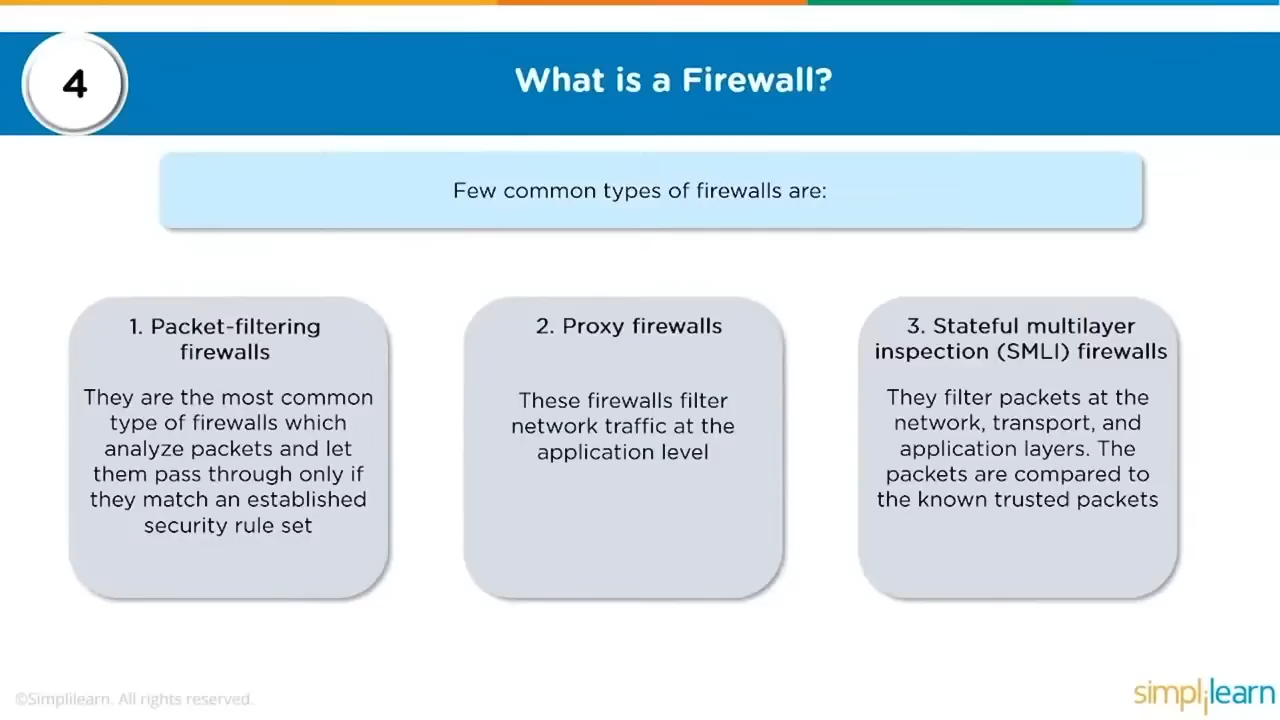 4
What is a Firewall?
Few common types of firewalls are:
1. Packet-filtering
firewalls
They are the most common
type of firewalls which
analyze packets and let
them pass through only if
they match an established
security rule set
2. Proxy firewalls
These firewalls filter
network traffic at the
application level
3. Stateful multilayer
inspection (SMLI) firewalls
They filter packets at the
network, transport, and
application layers. The
packets are compared to
the known trusted packets
©Simplilearn. All rights reserved.
simplilearn